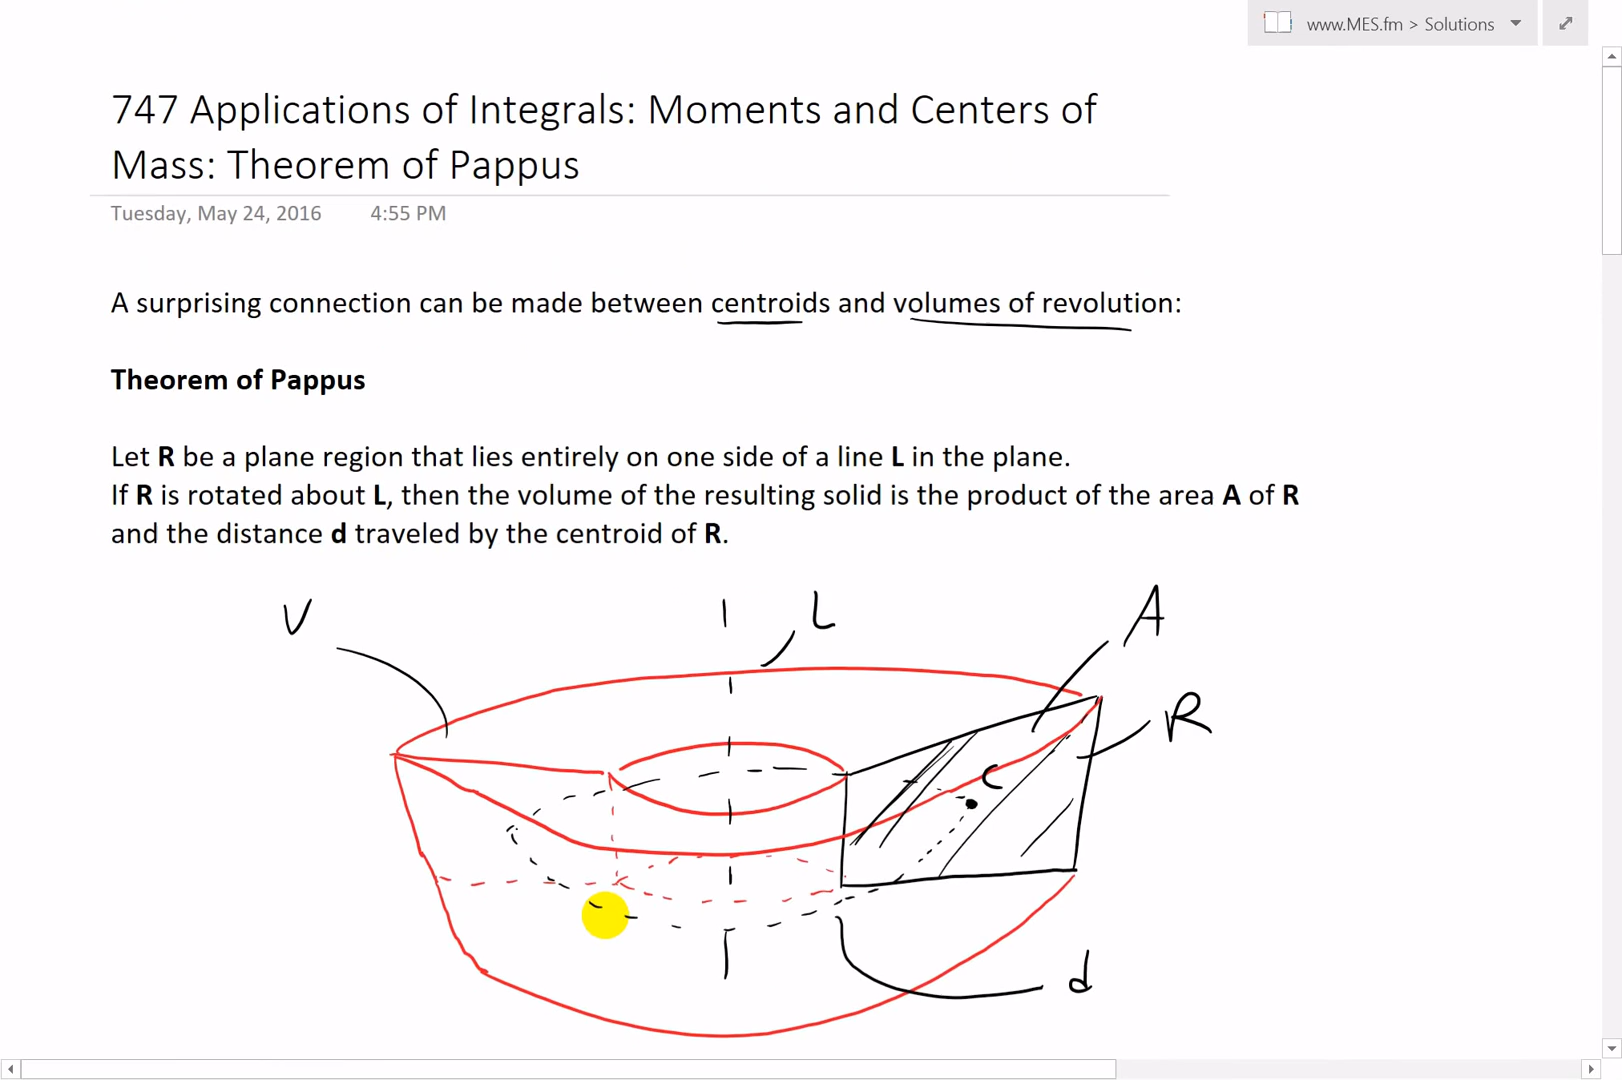 www.MES.fm > Solutions
747 Applications of Integrals: Moments and Centers of
Mass: Theorem of Pappus
Tuesday, May 24, 2016 4:55 PM
A surprising connection can be made between centroids and volumes of revolution:
Theorem of Pappus
Let R be a plane region that lies entirely on one side of a line L in the plane.
If R is rotated about L, then the volume of the resulting solid is the product of the area A of R
and the distance d traveled by the centroid of R.
V
L
A
R
C
d